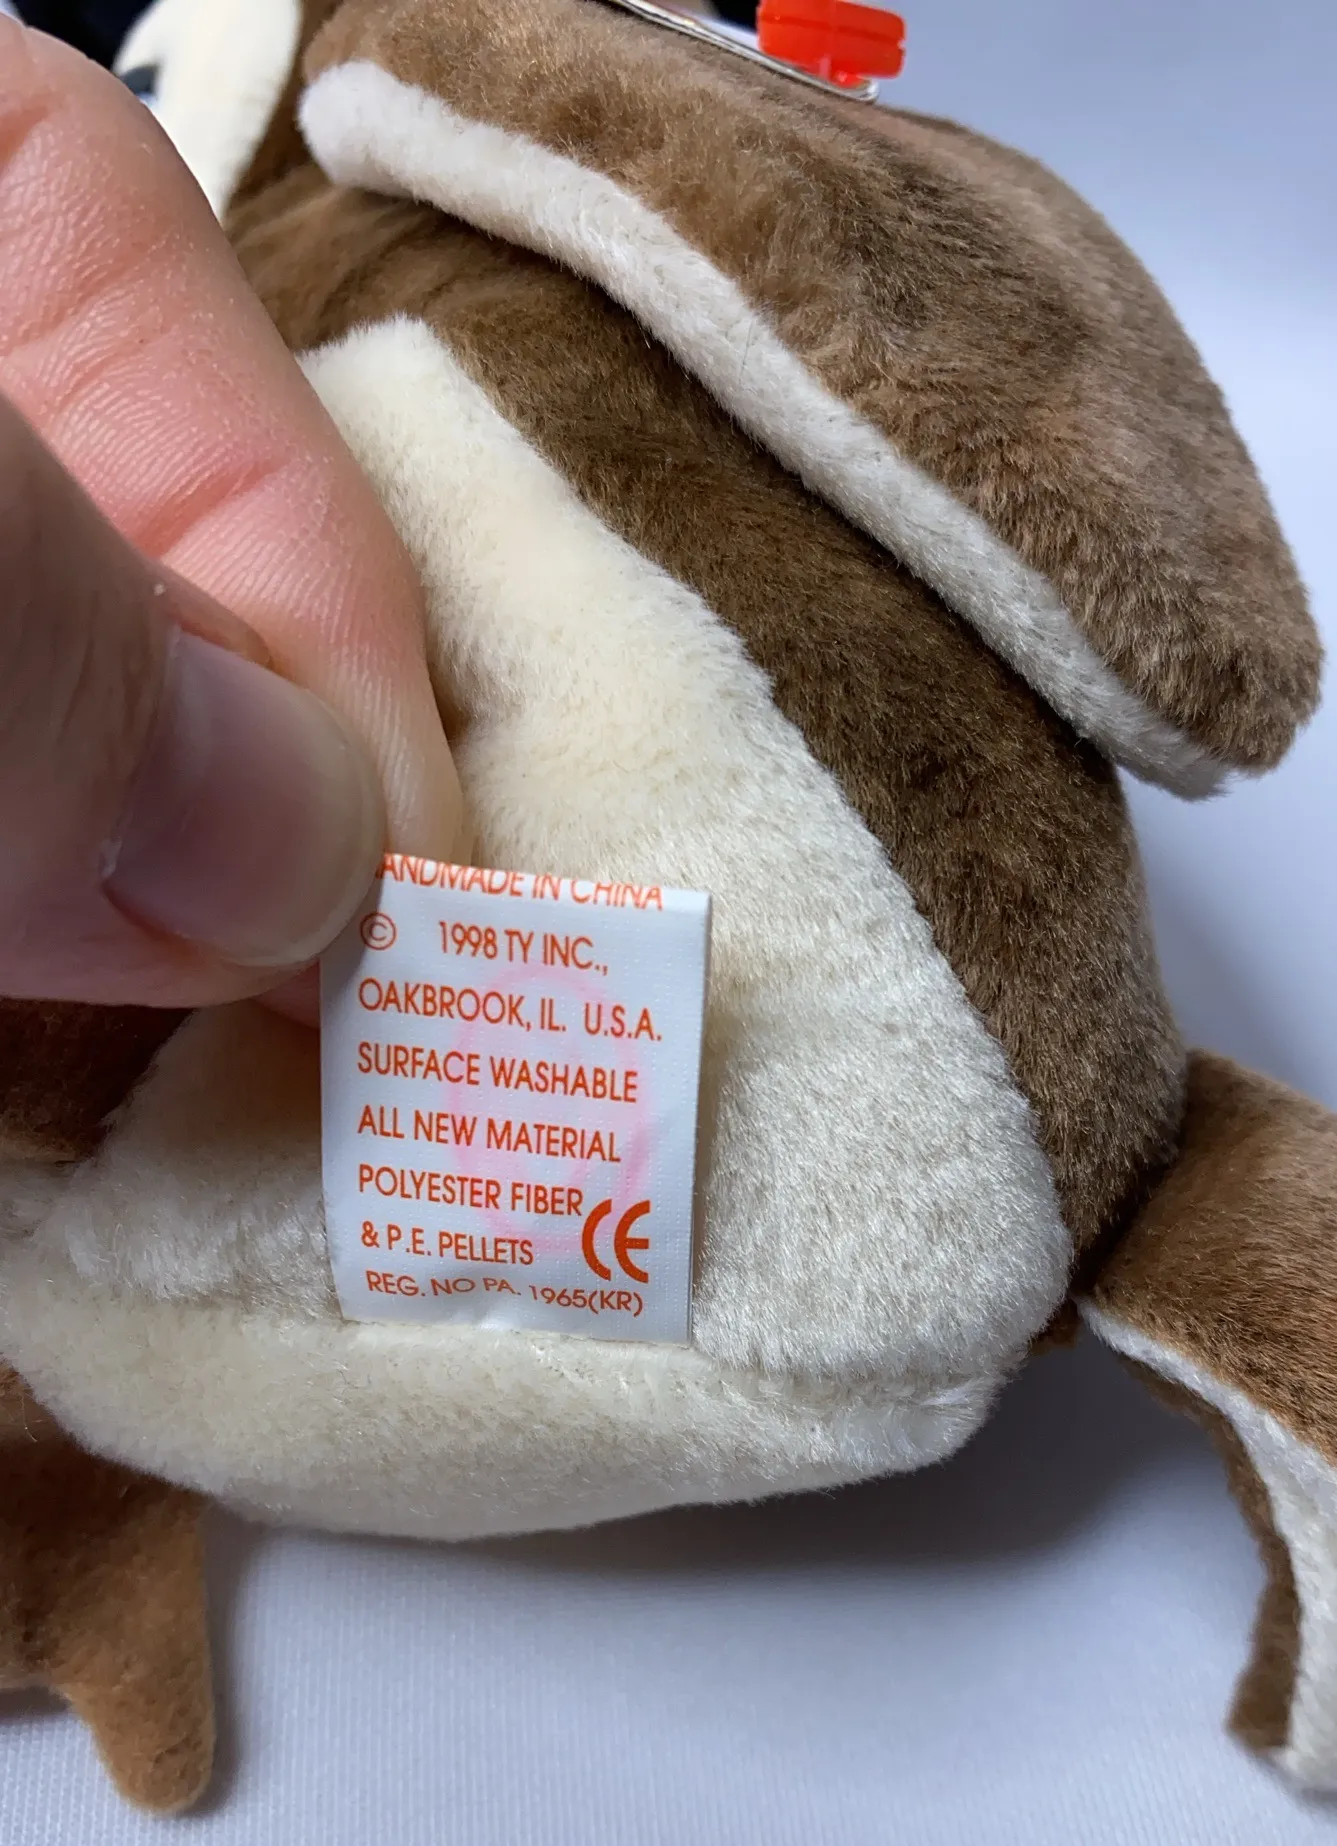 ANDMADE IN CHINA
© 1998 TY INC.,
OAKBROOK, IL. U.S.A.
SURFACE WASHABLE
ALL NEW MATERIAL
POLYESTER FIBER
& P.E. PELLETS CE
REG. NO PA. 1965(KR)